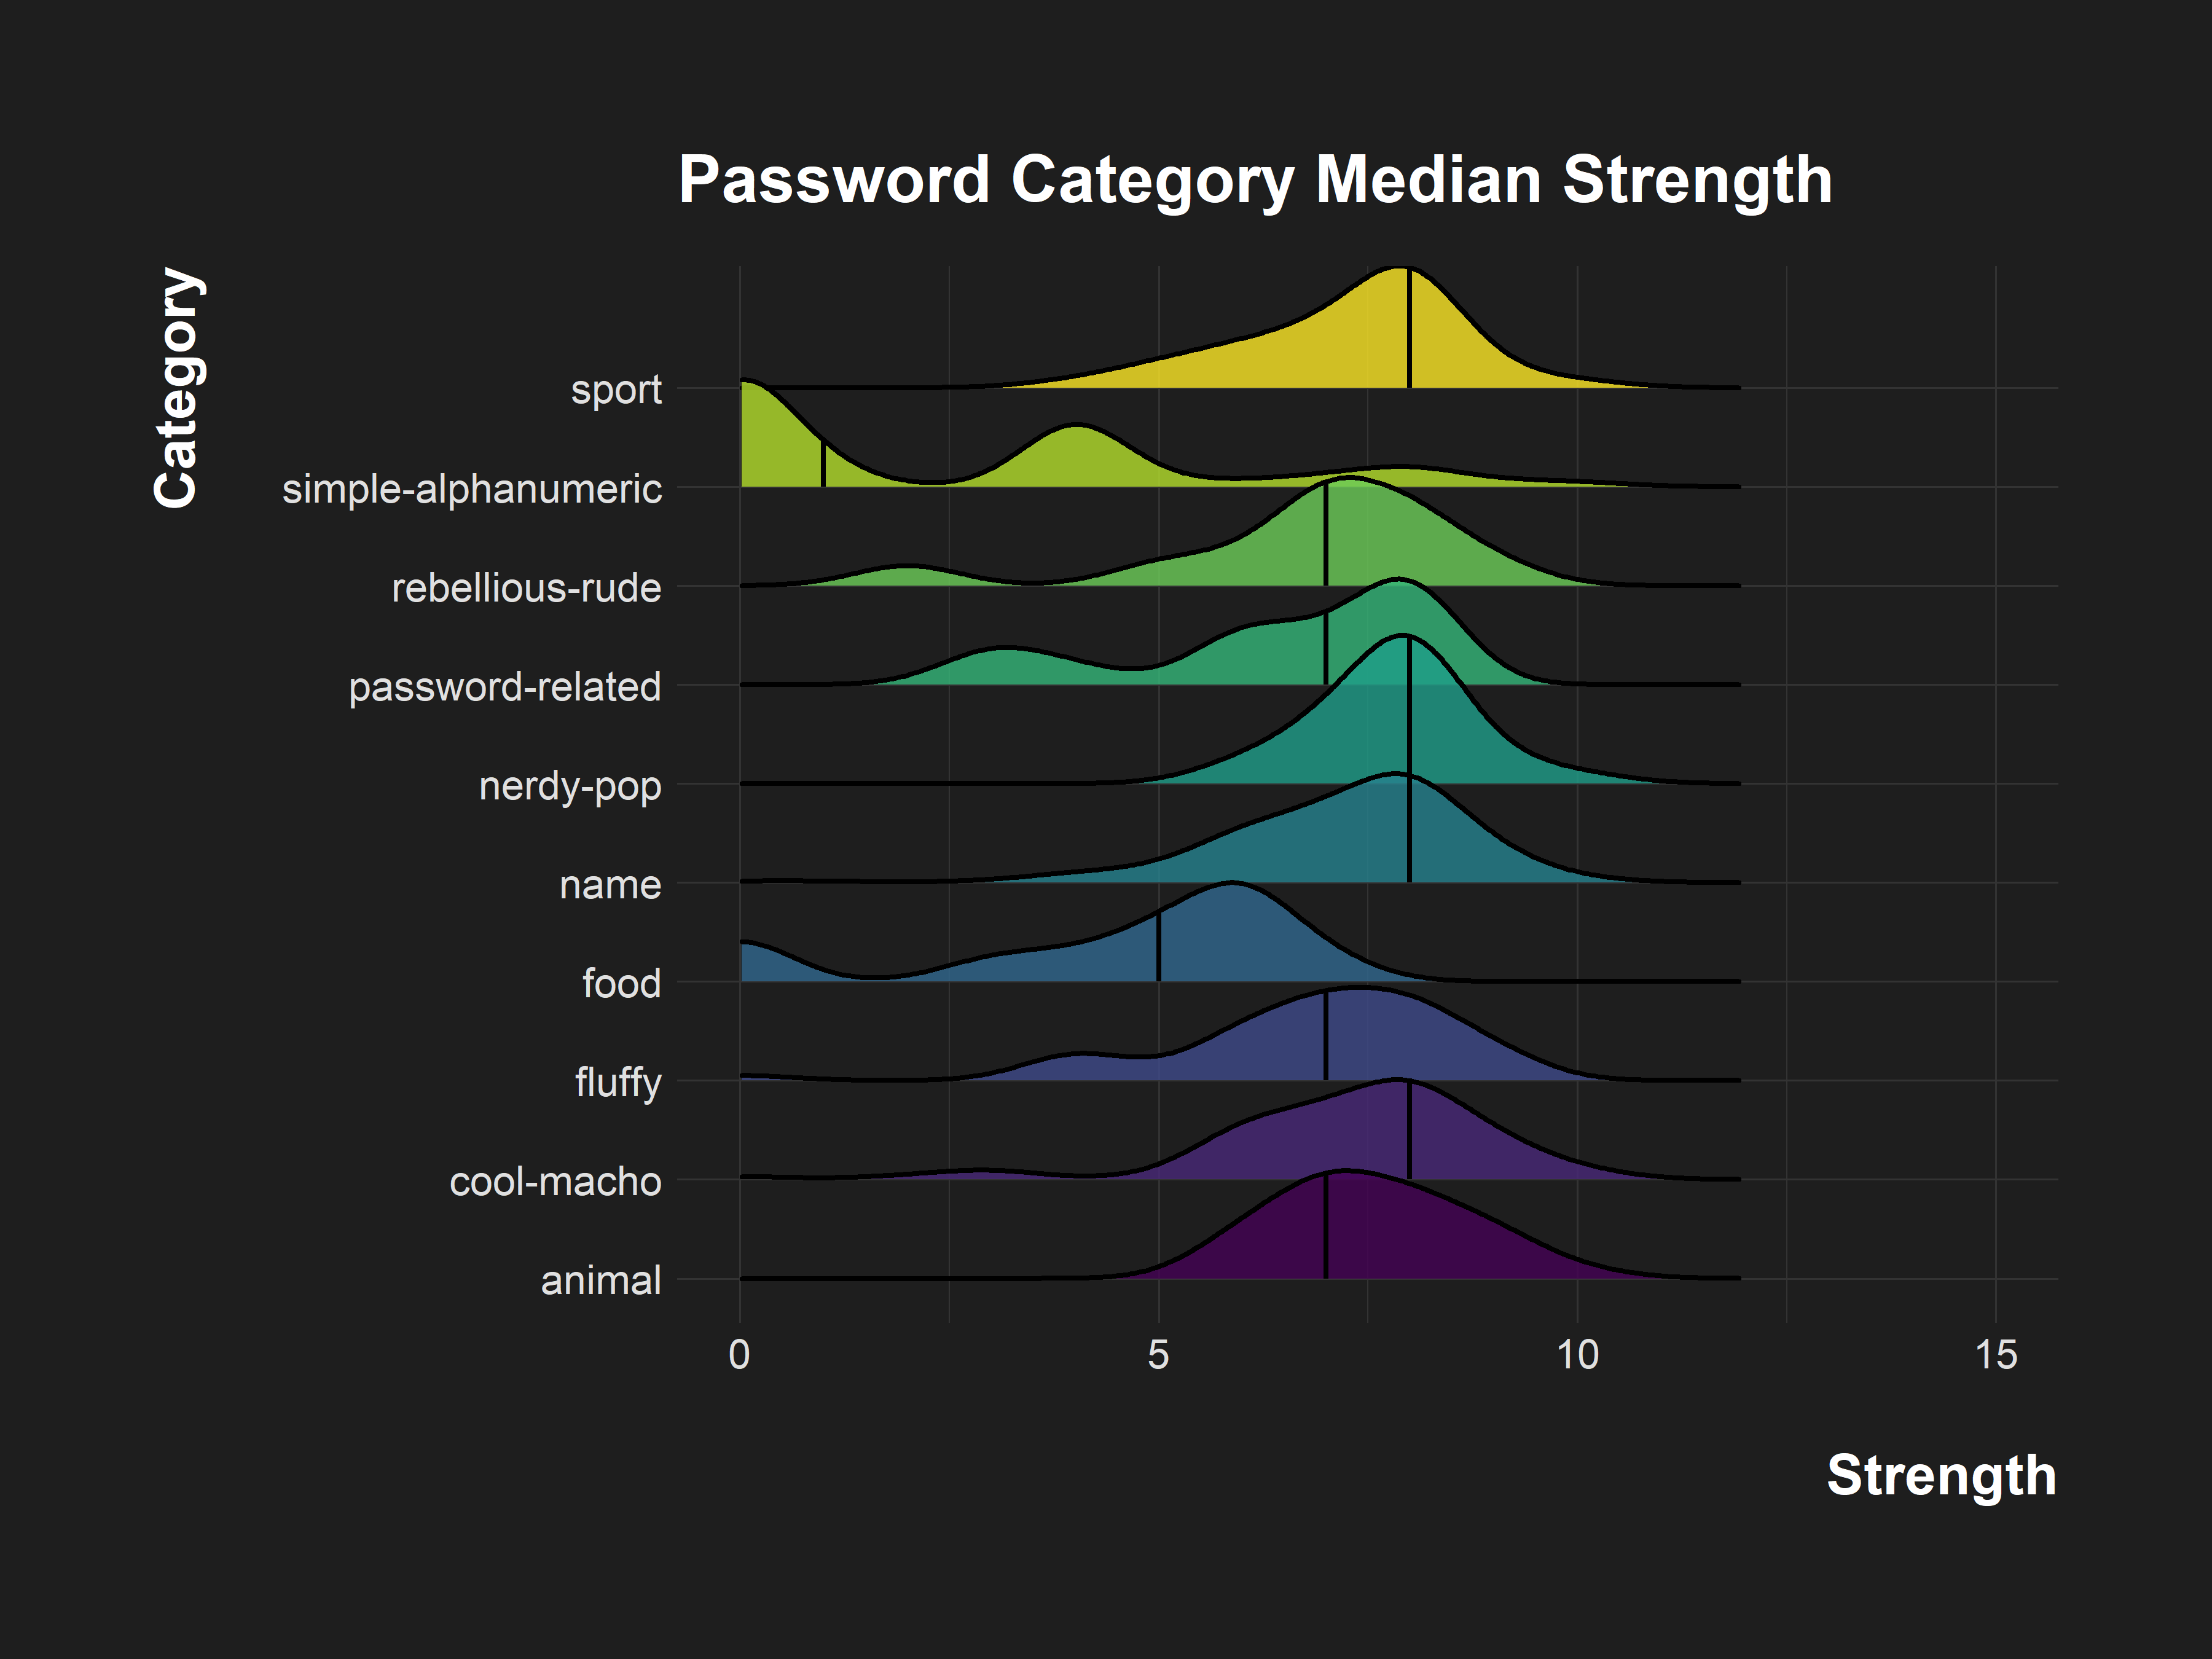 Password Category Median Strength
Category
sport
simple-alphanumeric
rebellious-rude
password-related
nerdy-pop
name
food
fluffy
cool-macho
animal
0 5 10 15
Strength